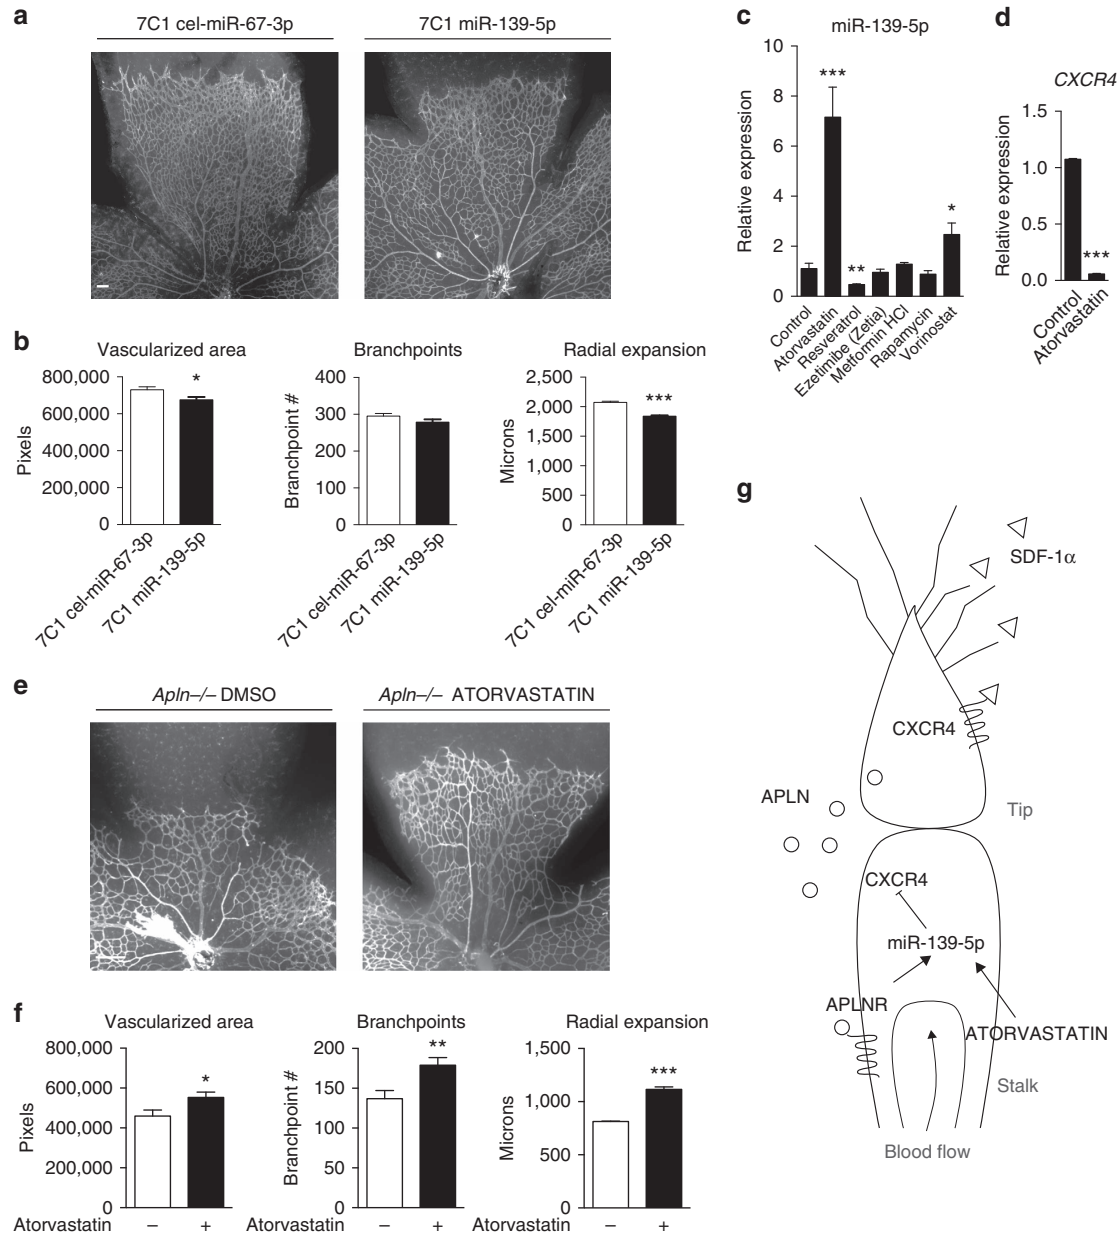 a
7C1 cel-miR-67-3p
7C1 miR-139-5p
b
Vascularized area
Pixels
800,000
600,000
400,000
200,000
0
*
7C1 cel-miR-67-3p
7C1 miR-139-5p
Branchpoints
Branchpoint #
400
300
200
100
0
7C1 cel-miR-67-3p
7C1 miR-139-5p
Radial expansion
Microns
2,500
2,000
1,500
1,000
500
0
***
7C1 cel-miR-67-3p
7C1 miR-139-5p
c
miR-139-5p
Relative expression
10
8
6
4
2
0
***
**
*
Control
Atorvastatin
Resveratrol
Ezetimibe (Zetia)
Metformin HCl
Rapamycin
Vorinostat
d
CXCR4
Relative expression
1.5
1.0
0.5
0.0
***
Control
Atorvastatin
e
Apln–/– DMSO
Apln–/– ATORVASTATIN
f
Vascularized area
Pixels
800,000
600,000
400,000
200,000
0
*
Atorvastatin – +
Branchpoints
Branchpoint #
200
150
100
50
0
**
Atorvastatin – +
Radial expansion
Microns
1,500
1,000
500
0
***
Atorvastatin – +
g
SDF-1α
CXCR4
APLN
Tip
CXCR4
miR-139-5p
APLNR
ATORVASTATIN
Stalk
Blood flow